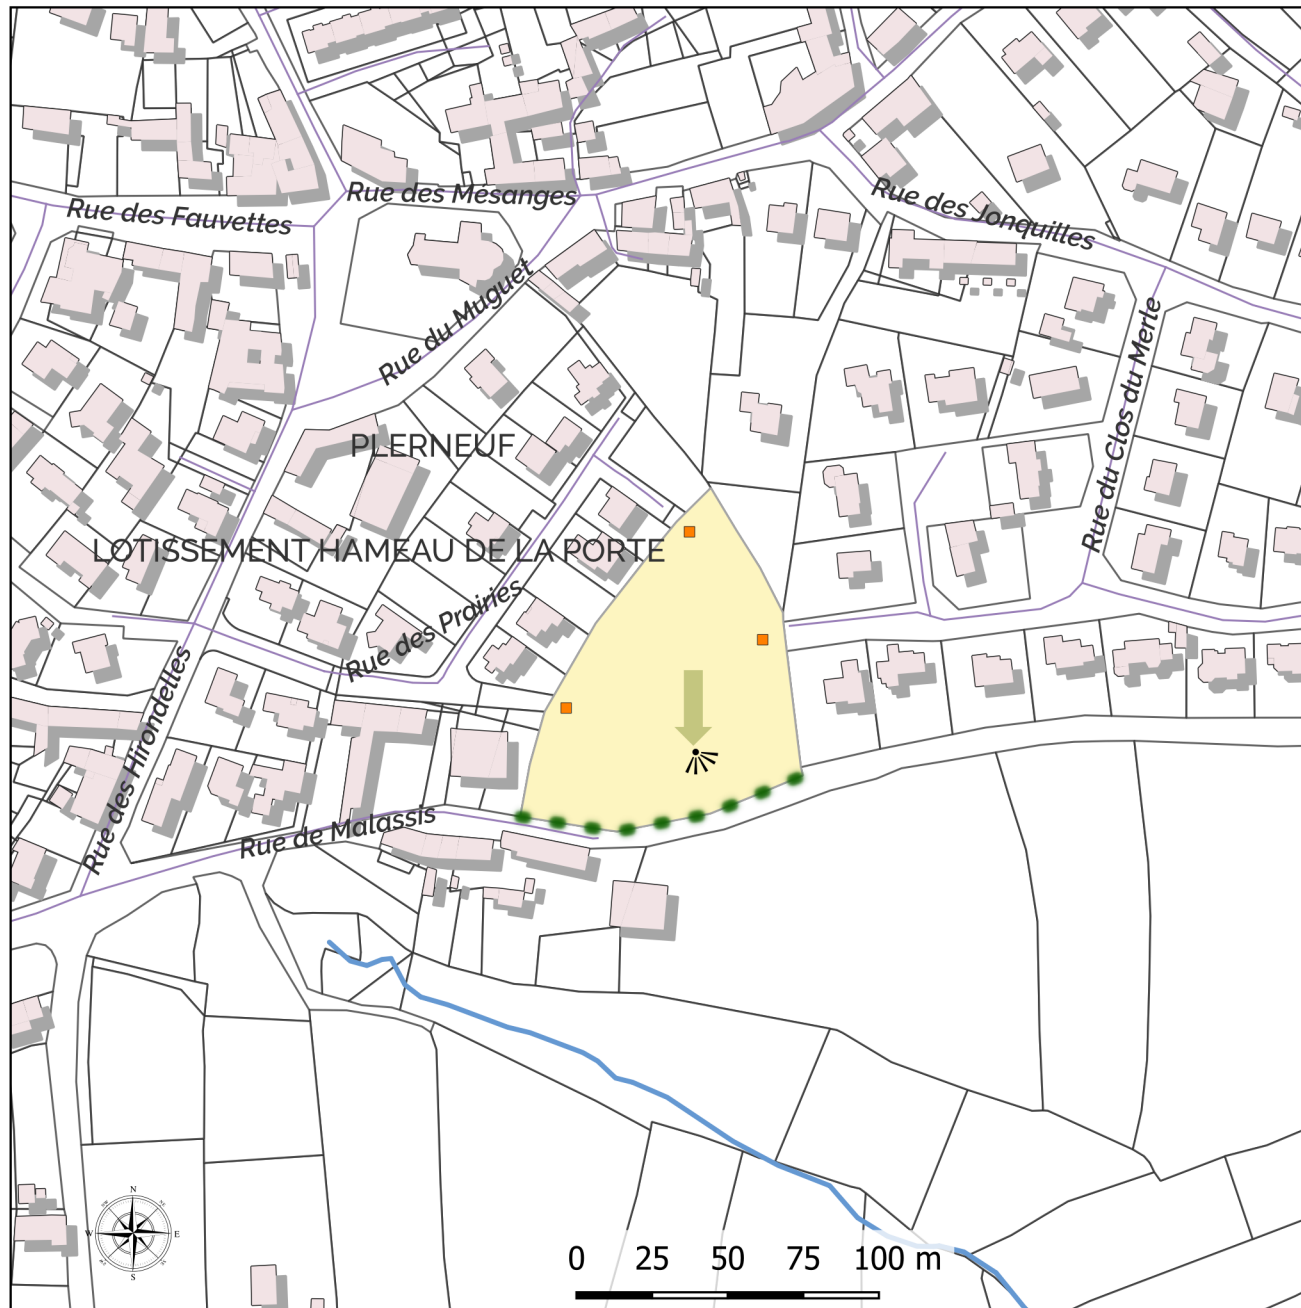 Rue des Mésanges
Rue des Fauvettes
Rue des Jonquilles
Rue du Muguet
Rue du Clos du Merle
PLERNEUF
LOTISSEMENT HAMEAU DE LA PORTE
Rue des Prairies
Rue des Hirondelles
Rue de Malassis
N
W E
S
0 25 50 75 100 m